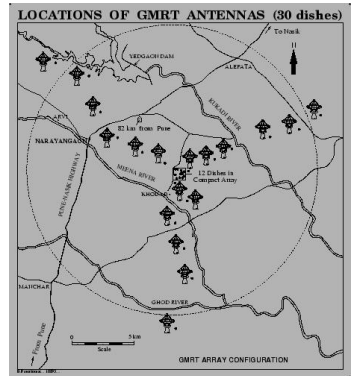 LOCATIONS OF GMRT ANTENNAS (30 dishes)
To Nasik
N
YEDGAON DAM
ALEPATA
KUKADI RIVER
ARVI
82 km from Pune
NARAYANGAON
MEENA RIVER
12 Dishes in
Compact Array
KHODAD
PUNE-NASIK HIGHWAY
MANCHAR
GHOD RIVER
0 5 km
Scale
From Pune
GMRT ARRAY CONFIGURATION